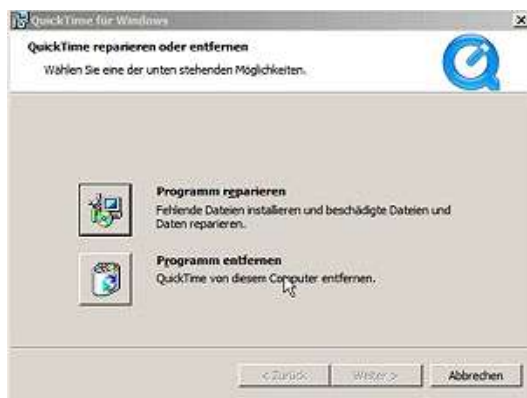 QuickTime für Windows
QuickTime reparieren oder entfernen
Wählen Sie eine der unten stehenden Möglichkeiten.
Programm reparieren
Fehlende Dateien installieren und beschädigte Dateien und
Daten reparieren.
Programm entfernen
QuickTime von diesem Computer entfernen.
< Zurück
Weiter >
Abbrechen